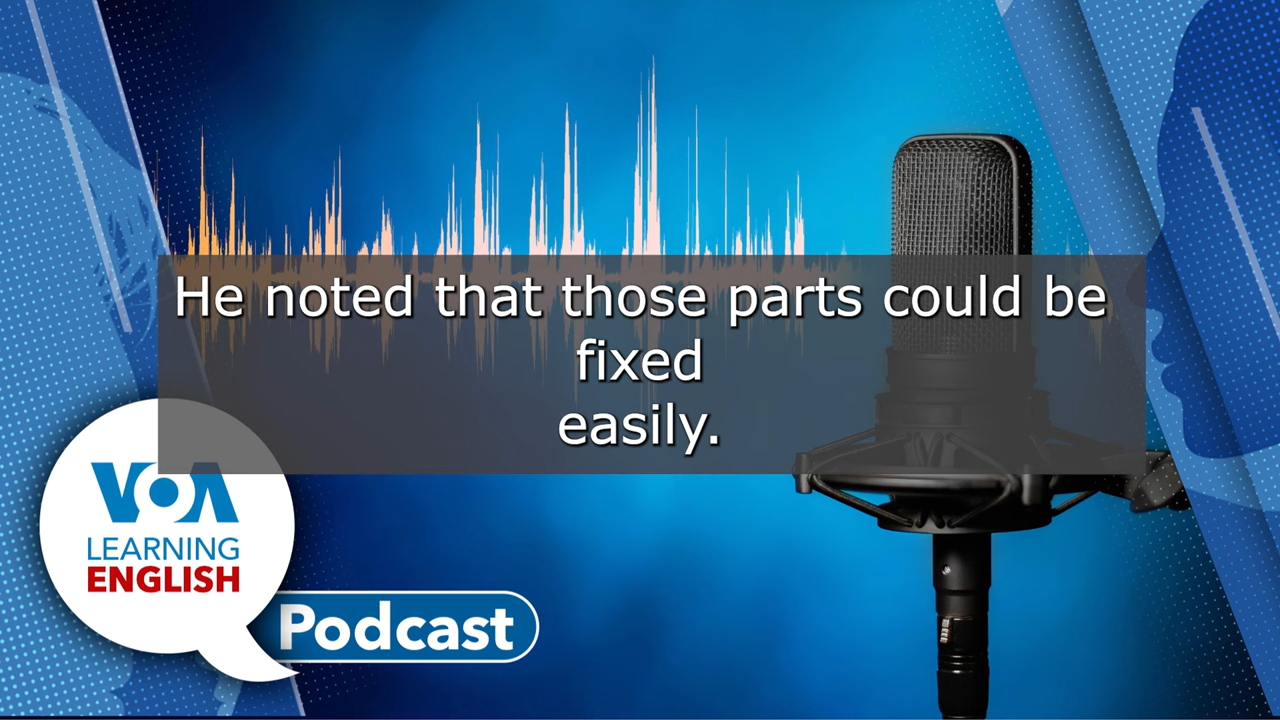 He noted that those parts could be
fixed
easily.
VOA
LEARNING
ENGLISH
Podcast